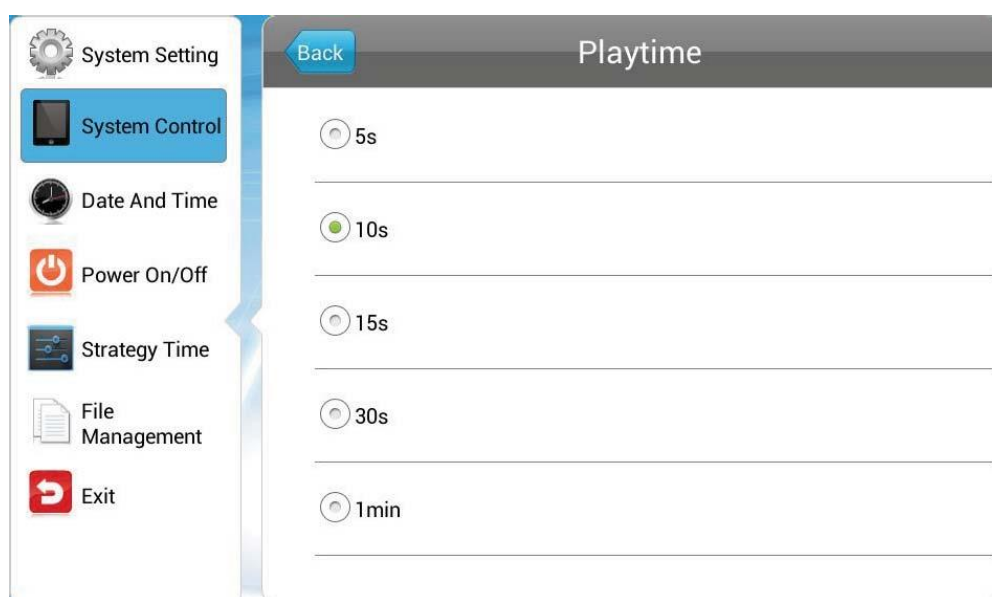 System Setting
System Control
Date And Time
Power On/Off
Strategy Time
File
Management
Exit
Back
Playtime
5s
10s
15s
30s
1min